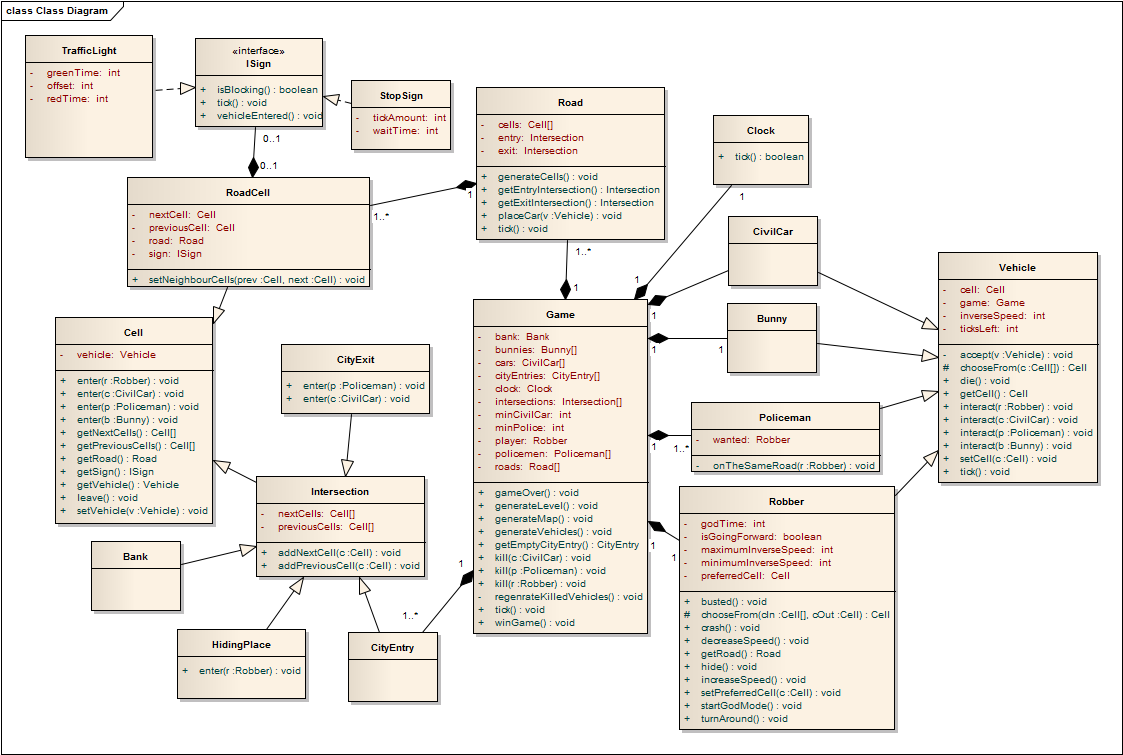 class Class Diagram
TrafficLight
- greenTime: int
- offset: int
- redTime: int
«interface»
ISign
+ isBlocking() : boolean
+ tick() : void
+ vehicleEntered() : void
StopSign
- tickAmount: int
- waitTime: int
0..1
0..1
RoadCell
- nextCell: Cell
- previousCell: Cell
- road: Road
- sign: ISign
+ setNeighbourCells(prev :Cell, next :Cell) : void
1..*
1
Road
- cells: Cell[]
- entry: Intersection
- exit: Intersection
+ generateCells() : void
+ getEntryIntersection() : Intersection
+ getExitIntersection() : Intersection
+ placeCar(v :Vehicle) : void
+ tick() : void
1..*
1
Clock
+ tick() : boolean
1
1
CivilCar
1
Bunny
1
1
Vehicle
- cell: Cell
- game: Game
- inverseSpeed: int
- ticksLeft: int
- accept(v :Vehicle) : void
# chooseFrom(c :Cell[]) : Cell
+ die() : void
+ getCell() : Cell
+ interact(r :Robber) : void
+ interact(c :CivilCar) : void
+ interact(p :Policeman) : void
+ interact(b :Bunny) : void
+ setCell(c :Cell) : void
+ tick() : void
Cell
- vehicle: Vehicle
+ enter(r :Robber) : void
+ enter(c :CivilCar) : void
+ enter(p :Policeman) : void
+ enter(b :Bunny) : void
+ getNextCells() : Cell[]
+ getPreviousCells() : Cell[]
+ getRoad() : Road
+ getSign() : ISign
+ getVehicle() : Vehicle
+ leave() : void
+ setVehicle(v :Vehicle) : void
CityExit
+ enter(p :Policeman) : void
+ enter(c :CivilCar) : void
Game
- bank: Bank
- bunnies: Bunny[]
- cars: CivilCar[]
- cityEntries: CityEntry[]
- clock: Clock
- intersections: Intersection[]
- minCivilCar: int
- minPolice: int
- player: Robber
- policemen: Policeman[]
- roads: Road[]
+ gameOver() : void
+ generateLevel() : void
+ generateMap() : void
+ generateVehicles() : void
+ getEmptyCityEntry() : CityEntry
+ kill(c :CivilCar) : void
+ kill(p :Policeman) : void
+ kill(r :Robber) : void
- regenrateKilledVehicles() : void
+ tick() : void
+ winGame() : void
Policeman
- wanted: Robber
- onTheSameRoad(r :Robber) : void
1
1..*
Intersection
- nextCells: Cell[]
- previousCells: Cell[]
+ addNextCell(c :Cell) : void
+ addPreviousCell(c :Cell) : void
Robber
- godTime: int
- isGoingForward: boolean
- maximumInverseSpeed: int
- minimumInverseSpeed: int
- preferredCell: Cell
+ busted() : void
# chooseFrom(cIn :Cell[], cOut :Cell) : Cell
+ crash() : void
+ decreaseSpeed() : void
+ getRoad() : Road
+ hide() : void
+ increaseSpeed() : void
+ setPreferredCell(c :Cell) : void
+ startGodMode() : void
+ turnAround() : void
1
1
Bank
1
1..*
HidingPlace
+ enter(r :Robber) : void
CityEntry